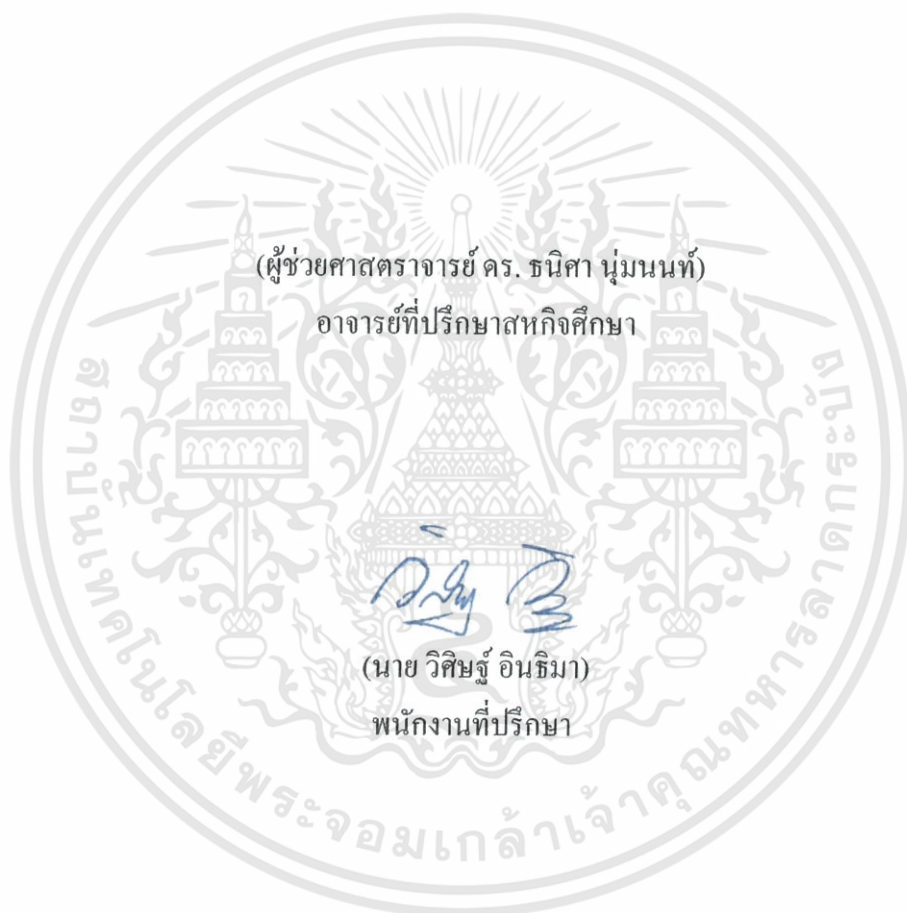 (ผู้ช่วยศาสตราจารย์ ดร. ธนิศา นุ่มนนท์)
อาจารย์ที่ปรึกษาสหกิจศึกษา
(นาย วิศิษฐ์ อินธิมา)
พนักงานที่ปรึกษา
สถาบันเทคโนโลยีพระจอมเกล้าเจ้าคุณทหารลาดกระบัง